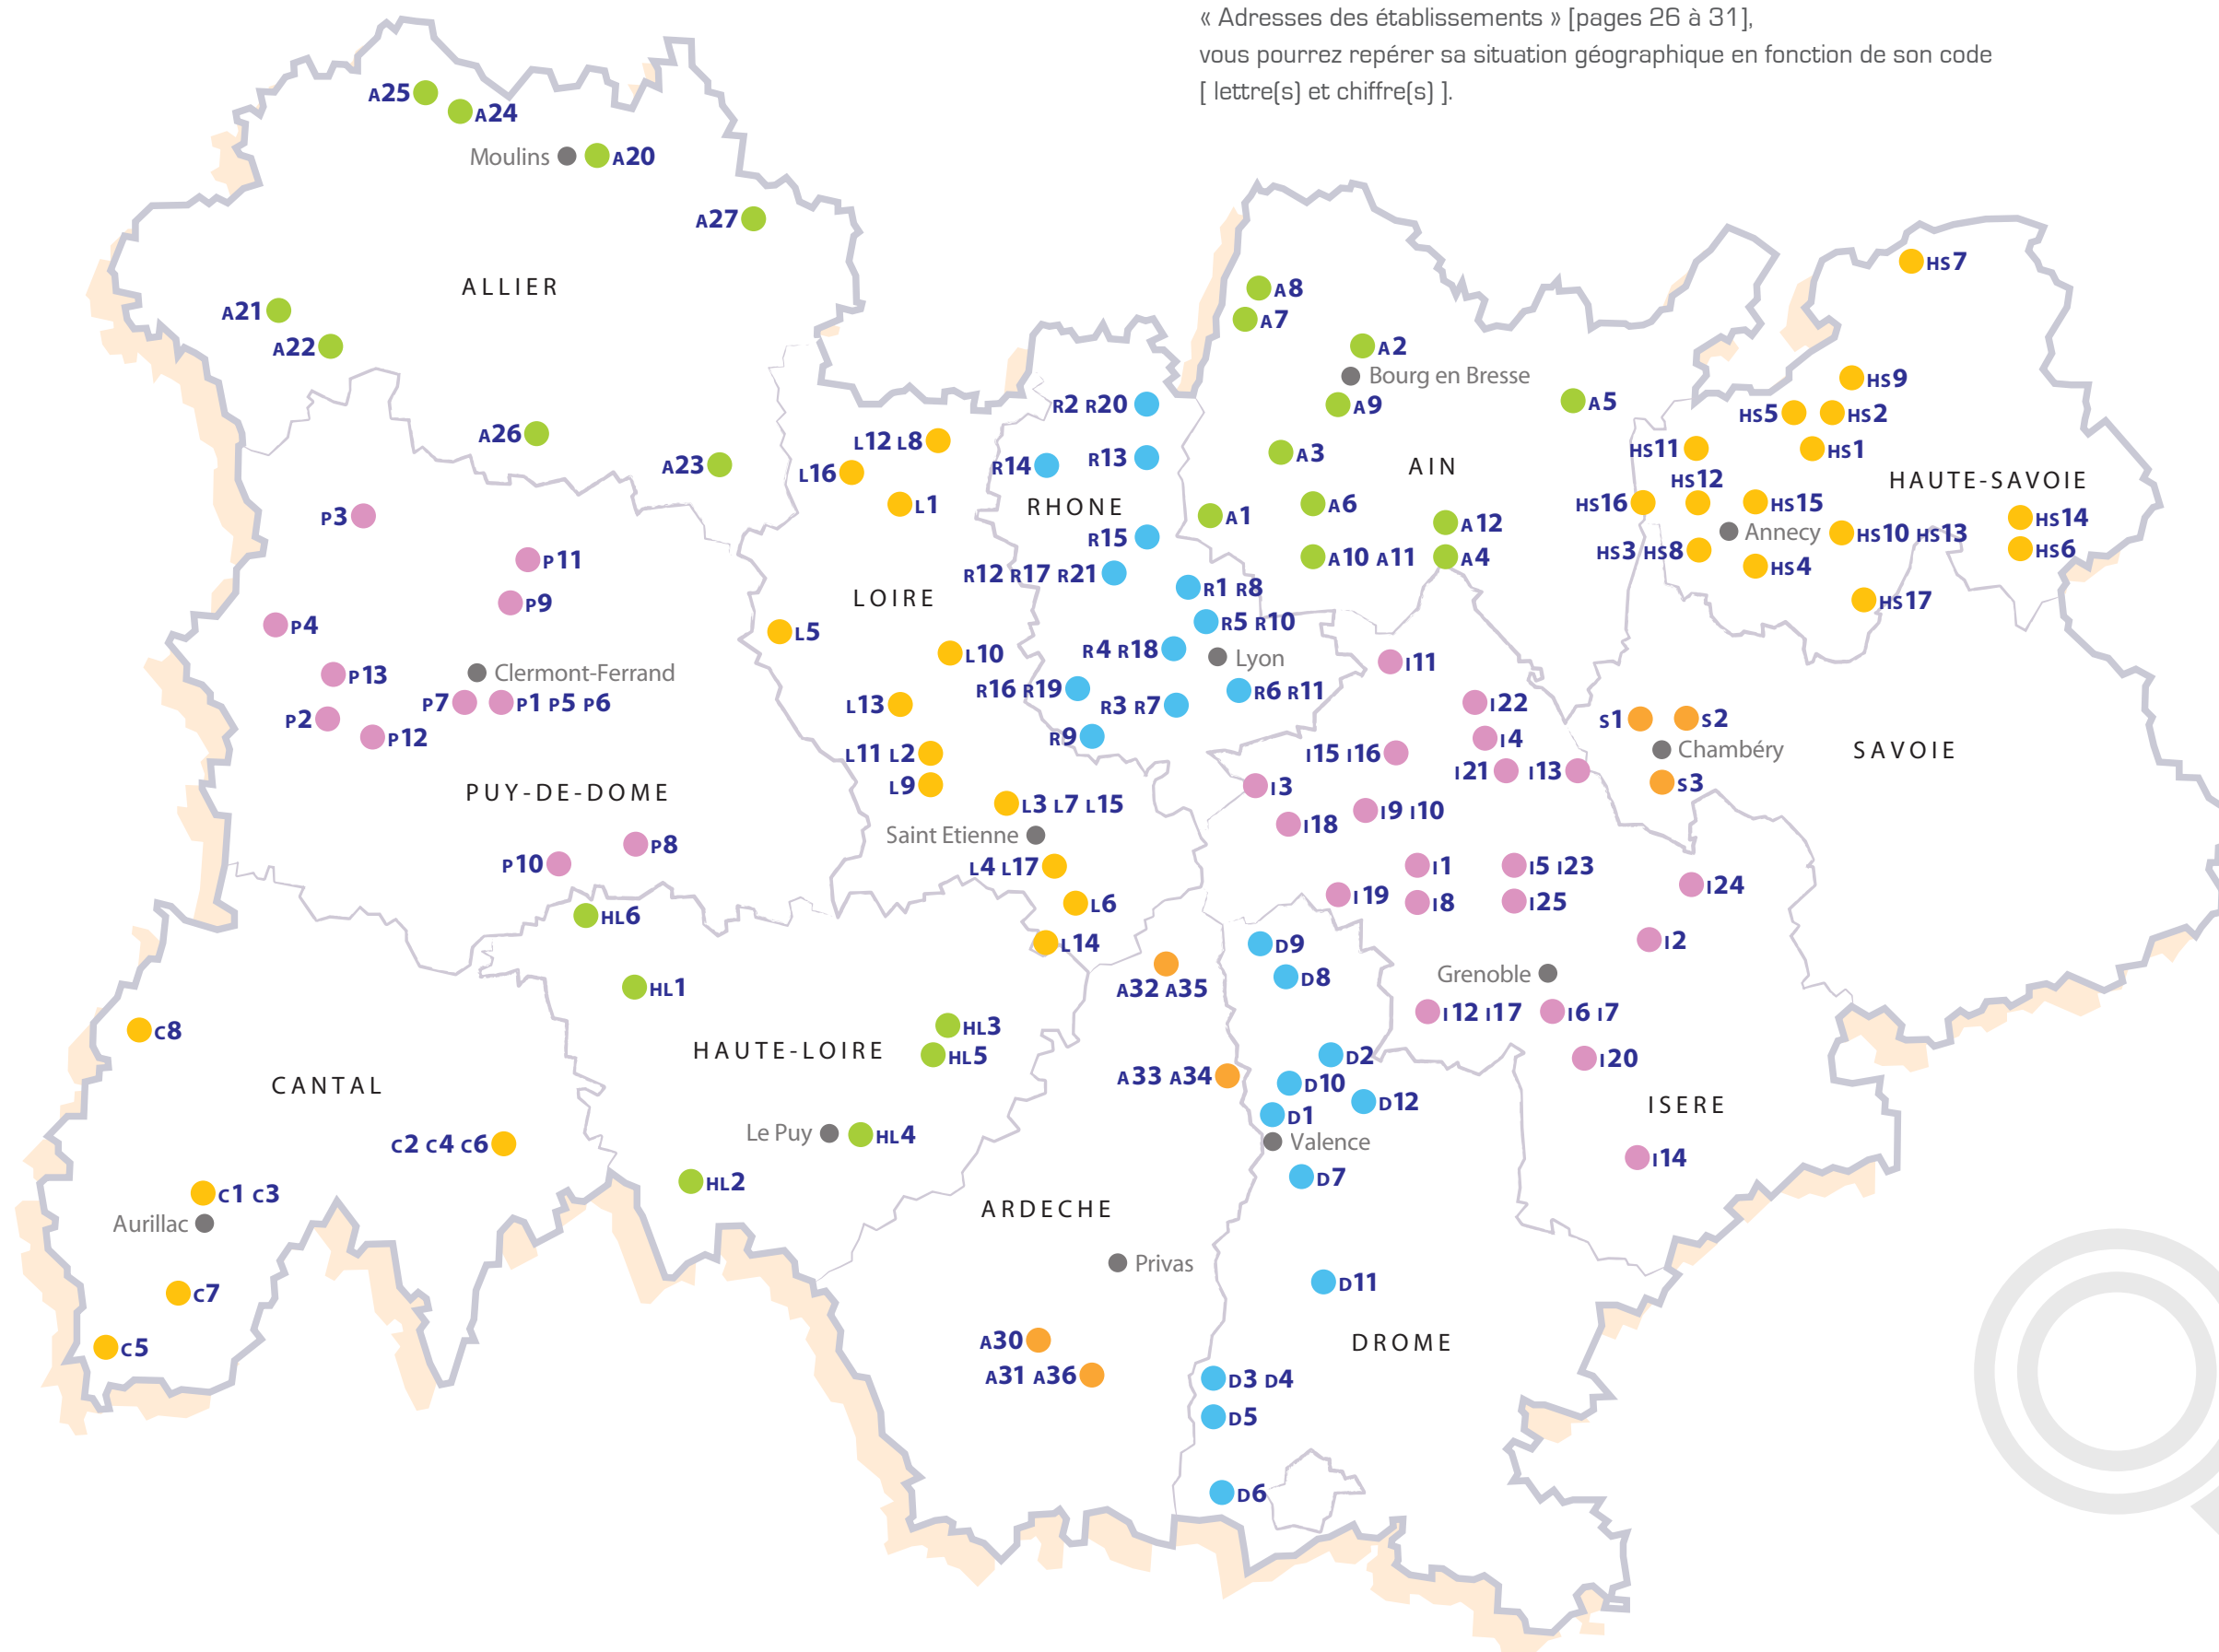 « Adresses des établissements » [pages 26 à 31],
vous pourrez repérer sa situation géographique en fonction de son code
[ lettre(s) et chiffre(s) ].
A25
A24
Moulins
A20
A27
ALLIER
A21
A22
A26
A23
HS7
A8
A7
A2
Bourg en Bresse
A9
A5
A3
AIN
A1
A6
A12
A10 A11
A4
HS9
HS5
HS2
HS11
HS1
HS12
HAUTE-SAVOIE
HS16
HS15
HS14
Annecy
HS10 HS13
HS3 HS8
HS6
HS4
HS17
R2 R20
R13
R14
RHONE
R15
R12 R17 R21
R1 R8
R5 R10
R4 R18
Lyon
R16 R19
R6 R11
R3 R7
R9
L12 L8
L16
L1
LOIRE
L5
L10
L13
L11 L2
L9
L3 L7 L15
Saint Etienne
L4 L17
L6
L14
P3
P11
P9
P4
P13
Clermont-Ferrand
P7
P1 P5 P6
P2
P12
PUY-DE-DOME
P8
P10
I11
I22
I4
I15 I16
I21
I13
I3
I9 I10
I18
I1
I5 I23
I24
I19
I8
I25
I2
Grenoble
I12 I17
I6 I7
I20
ISERE
I14
S1
S2
Chambéry
SAVOIE
S3
HL6
HL1
HL3
HAUTE-LOIRE
HL5
Le Puy
HL4
HL2
C8
CANTAL
C2 C4 C6
C1 C3
Aurillac
C7
C5
A32 A35
A33 A34
ARDECHE
Privas
A30
A31 A36
D9
D8
D2
D10
D12
D1
Valence
D7
D11
DROME
D3 D4
D5
D6